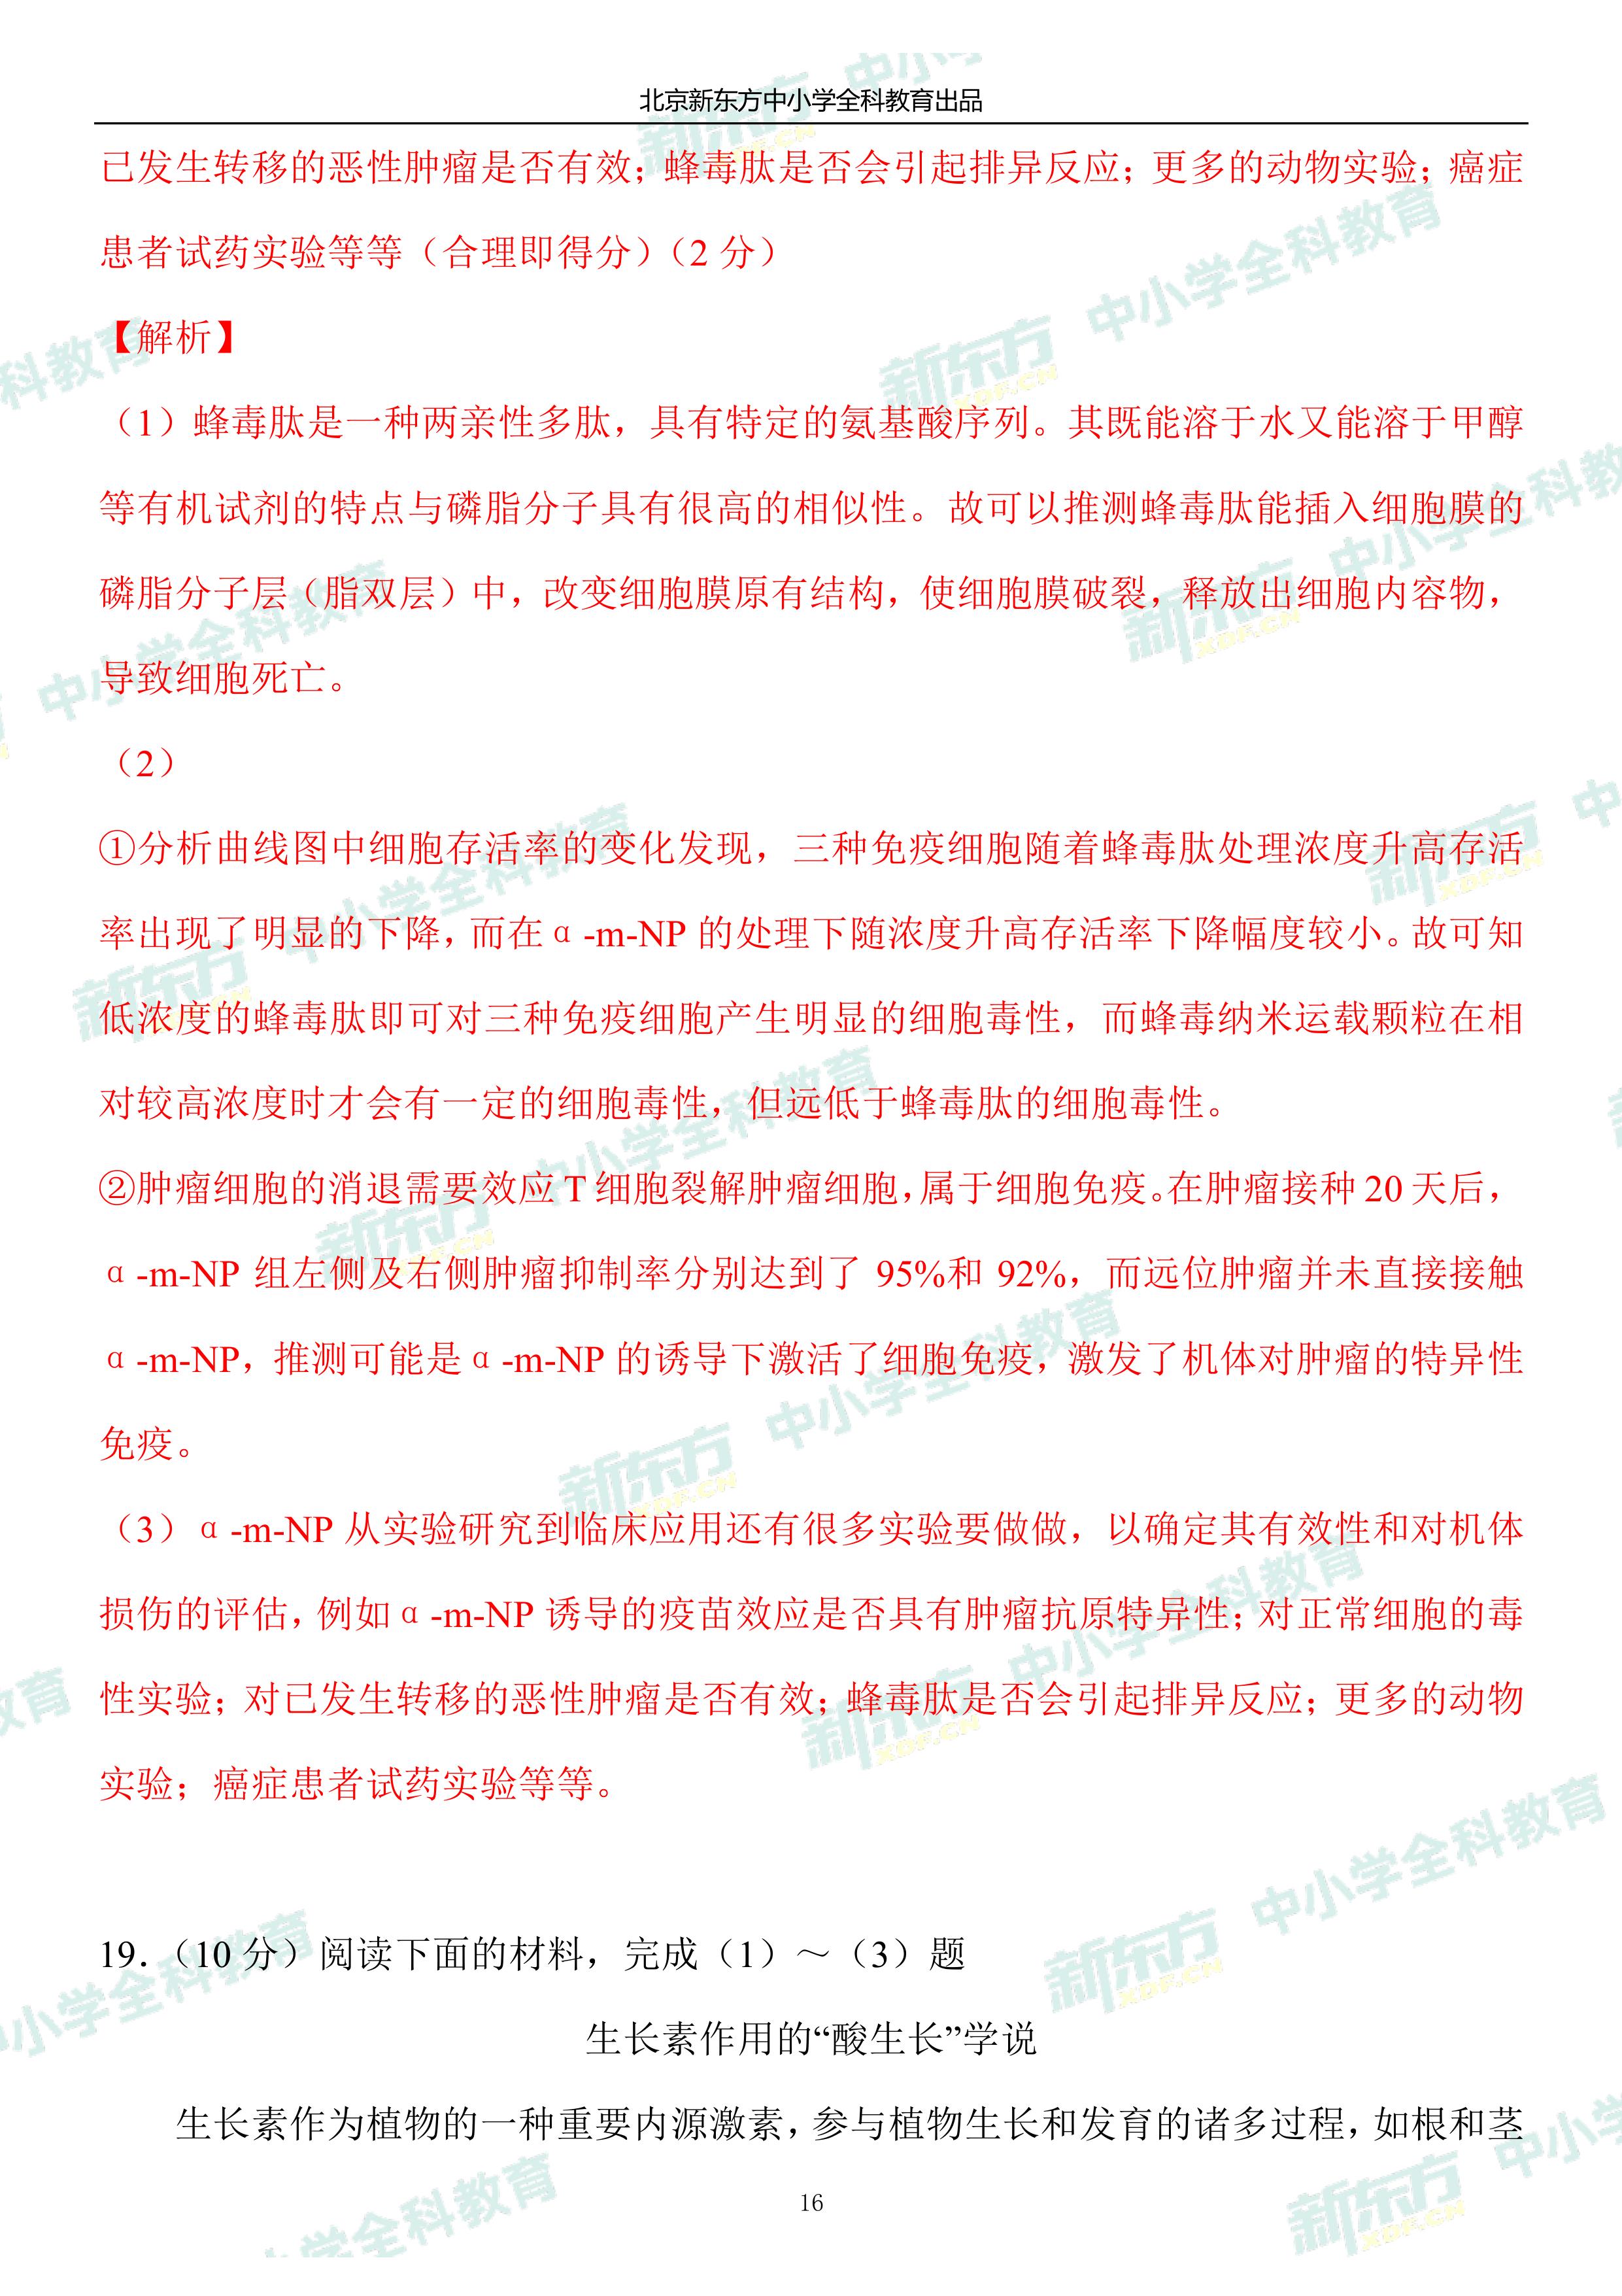 北京新东方中小学全科教育出品
已发生转移的恶性肿瘤是否有效；蜂毒肽是否会引起排异反应；更多的动物实验；癌症
患者试药实验等等（合理即得分）（2 分）
【解析】
（1）蜂毒肽是一种两亲性多肽，具有特定的氨基酸序列。其既能溶于水又能溶于甲醇
等有机试剂的特点与磷脂分子具有很高的相似性。故可以推测蜂毒肽能插入细胞膜的
磷脂分子层（脂双层）中，改变细胞膜原有结构，使细胞膜破裂，释放出细胞内容物，
导致细胞死亡。
（2）
①分析曲线图中细胞存活率的变化发现，三种免疫细胞随着蜂毒肽处理浓度升高存活
率出现了明显的下降，而在α-m-NP 的处理下随浓度升高存活率下降幅度较小。故可知
低浓度的蜂毒肽即可对三种免疫细胞产生明显的细胞毒性，而蜂毒纳米运载颗粒在相
对较高浓度时才会有一定的细胞毒性，但远低于蜂毒肽的细胞毒性。
②肿瘤细胞的消退需要效应 T 细胞裂解肿瘤细胞，属于细胞免疫。在肿瘤接种 20 天后，
α-m-NP 组左侧及右侧肿瘤抑制率分别达到了 95%和 92%，而远位肿瘤并未直接接触
α-m-NP，推测可能是α-m-NP 的诱导下激活了细胞免疫，激发了机体对肿瘤的特异性
免疫。
（3）α-m-NP 从实验研究到临床应用还有很多实验要做做，以确定其有效性和对机体
损伤的评估，例如α-m-NP 诱导的疫苗效应是否具有肿瘤抗原特异性；对正常细胞的毒
性实验；对已发生转移的恶性肿瘤是否有效；蜂毒肽是否会引起排异反应；更多的动物
实验；癌症患者试药实验等等。
19．（10 分）阅读下面的材料，完成（1）～（3）题
生长素作用的“酸生长”学说
生长素作为植物的一种重要内源激素，参与植物生长和发育的诸多过程，如根和茎
16